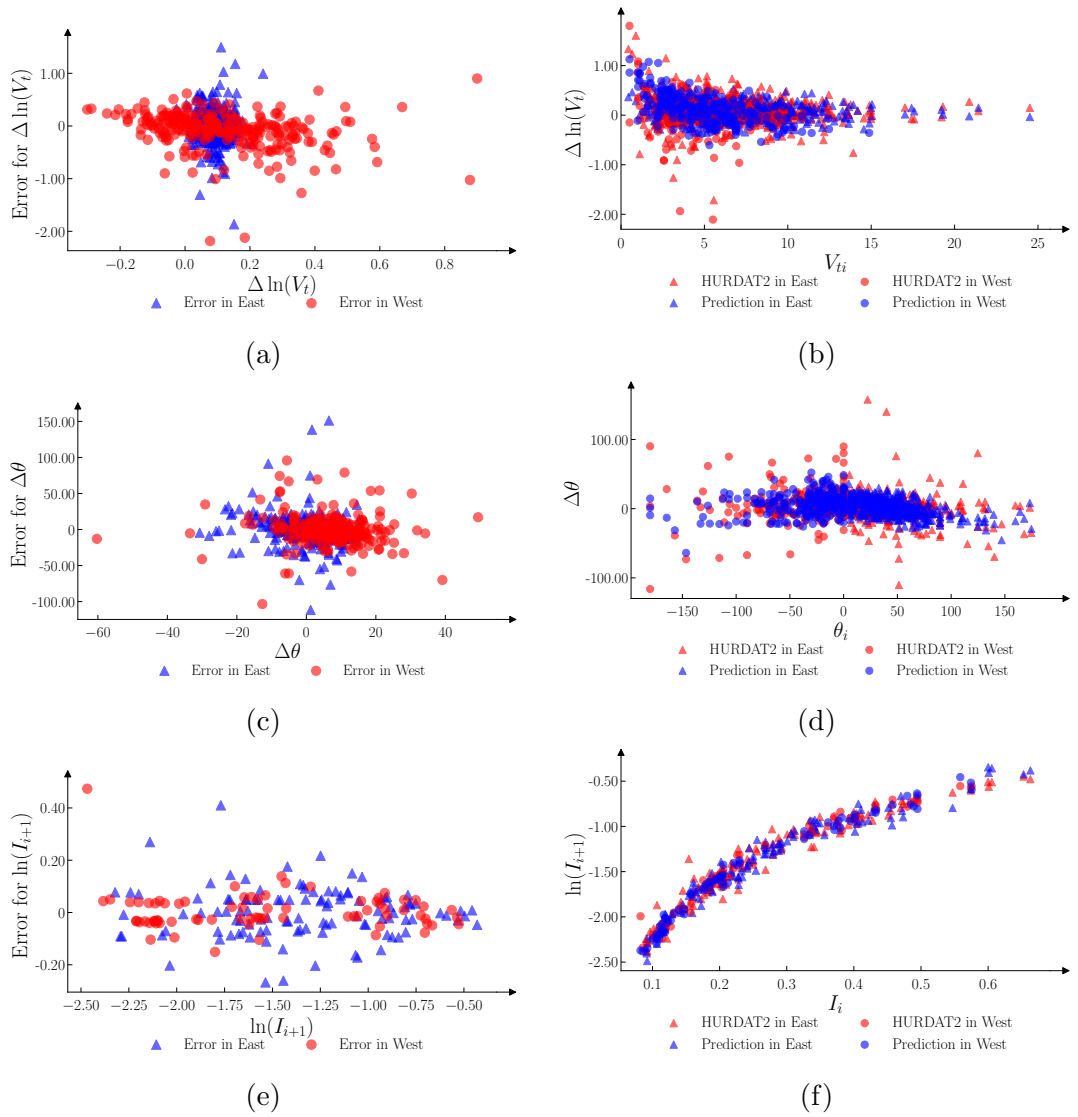 Error for Δ ln(V_t)
1.00
0
-1.00
-2.00
−0.2 0.0 0.2 0.4 0.6 0.8
Δ ln(V_t)
Error in East Error in West
(a)
Δ ln(V_t)
1.00
0
-1.00
-2.00
0 5 10 15 20 25
V_{ti}
HURDAT2 in East HURDAT2 in West
Prediction in East Prediction in West
(b)
Error for Δθ
150.00
100.00
50.00
0
-50.00
-100.00
−60 −40 −20 0 20 40
Δθ
Error in East Error in West
(c)
Δθ
100.00
0
-100.00
−150 −100 −50 0 50 100 150
θ_i
HURDAT2 in East HURDAT2 in West
Prediction in East Prediction in West
(d)
Error for ln(I_{i+1})
0.40
0.20
0
-0.20
−2.50 −2.25 −2.00 −1.75 −1.50 −1.25 −1.00 −0.75 −0.50
ln(I_{i+1})
Error in East Error in West
(e)
ln(I_{i+1})
-0.50
-1.00
-1.50
-2.00
-2.50
0.1 0.2 0.3 0.4 0.5 0.6
I_i
HURDAT2 in East HURDAT2 in West
Prediction in East Prediction in West
(f)